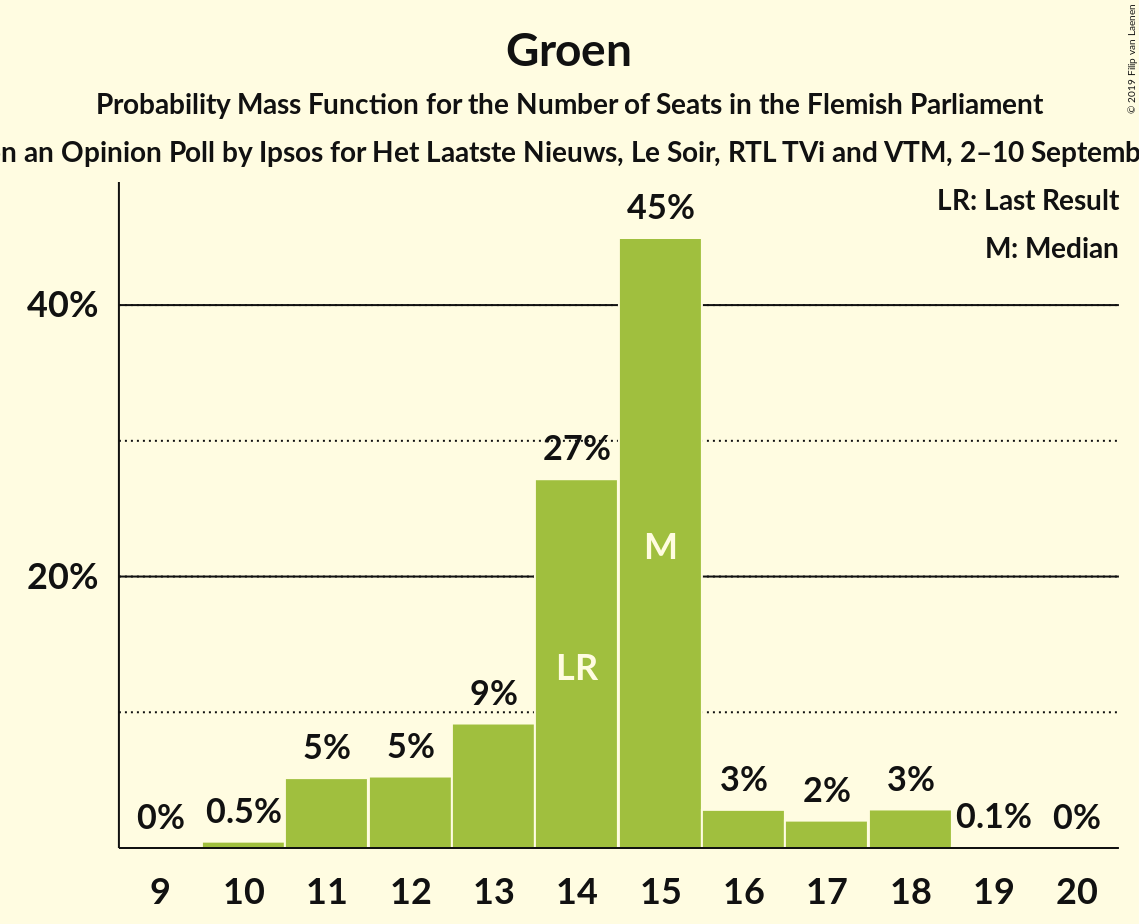 Groen
Probability Mass Function for the Number of Seats in the Flemish Parliament
n an Opinion Poll by Ipsos for Het Laatste Nieuws, Le Soir, RTL TVi and VTM, 2–10 Septemb
© 2019 Filip van Laenen
LR: Last Result
M: Median
45%
40%
27%
M
20%
LR
9%
5%
5%
3%
2%
3%
0%
0.5%
0.1%
0%
9 10 11 12 13 14 15 16 17 18 19 20